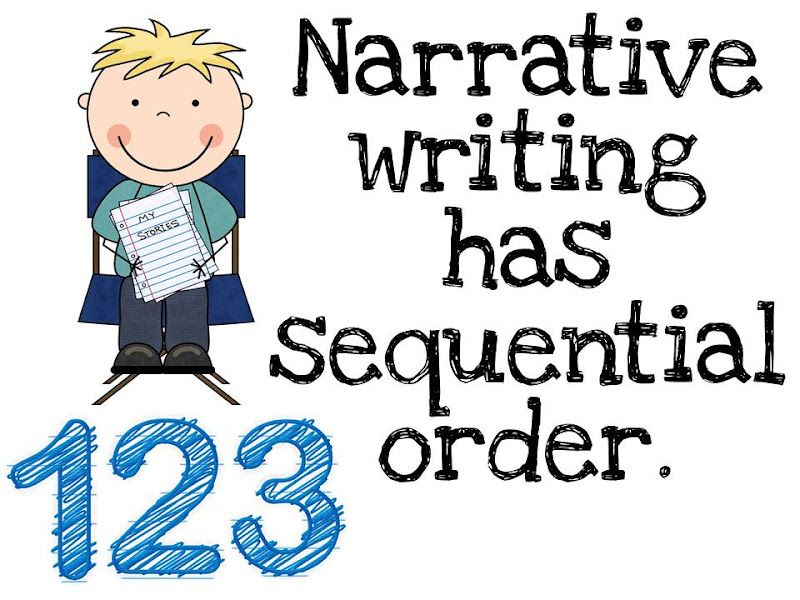 Narrative
writing
has
sequential
order.
MY
STORIES
123